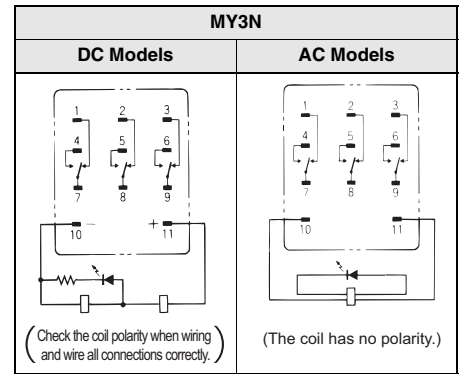 MY3N
DC Models AC Models
1 2 3
4 5 6
7 8 9
10 − + 11
(Check the coil polarity when wiring
and wire all connections correctly.)
1 2 3
4 5 6
7 8 9
10 11
(The coil has no polarity.)